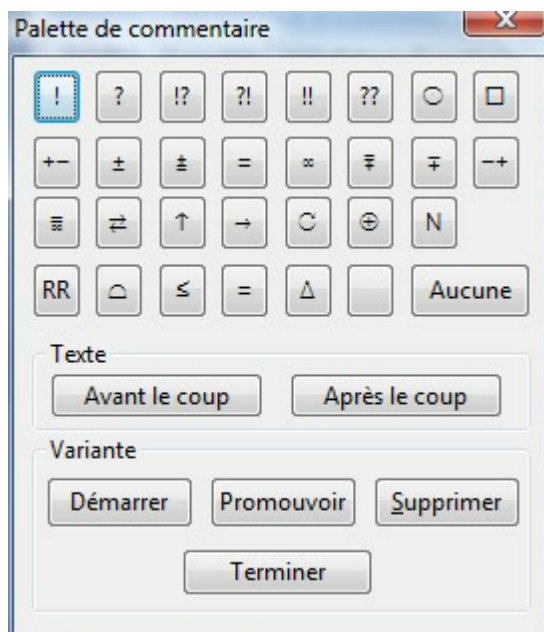 Palette de commentaire
! ? !? ?! !! ?? ○ □
+− ± ⩲ = ∞ ⩱ ∓ −+
⇄ ↑ → ⊕ N
RR ⌓ ≤ = Δ Aucune
Texte
Avant le coup Après le coup
Variante
Démarrer Promouvoir Supprimer
Terminer